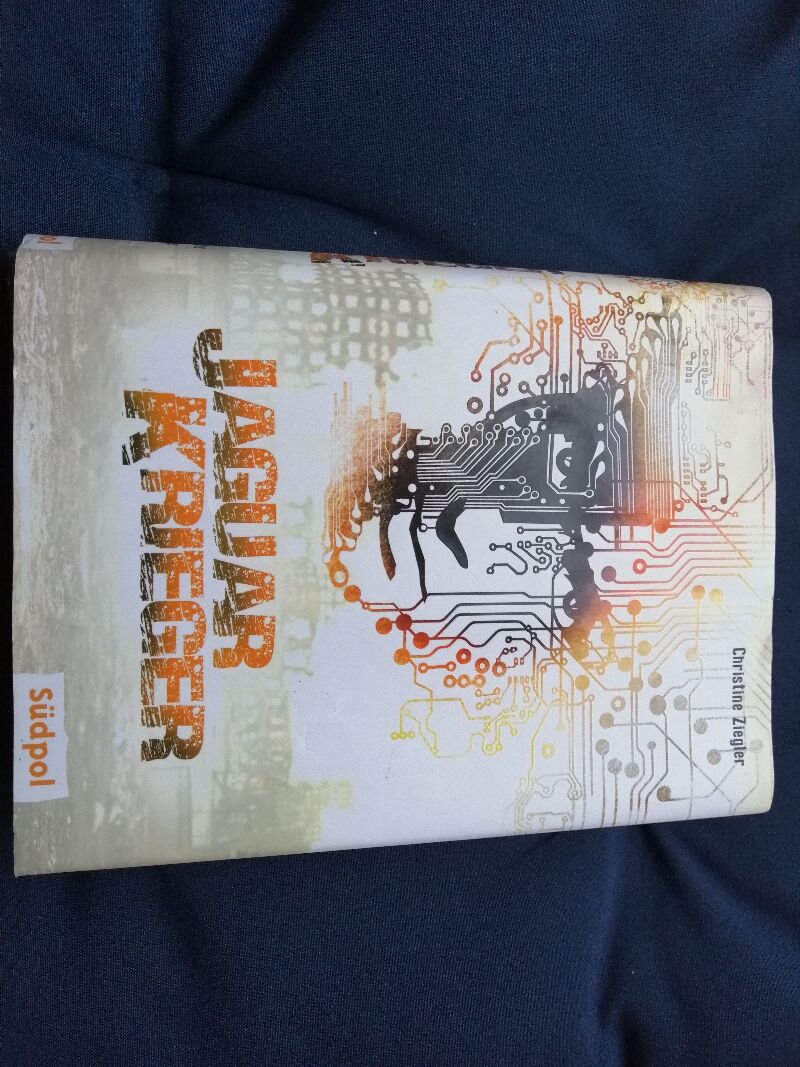 Christine Ziegler
JAGUAR
KRIEGER
Südpol